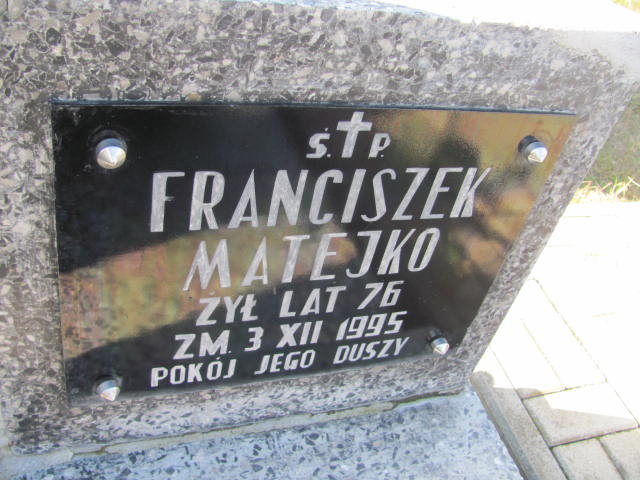 Ś. P.
FRANCISZEK
MATEJKO
ŻYŁ LAT 76
ZM. 3 XII 1995
POKÓJ JEGO DUSZY